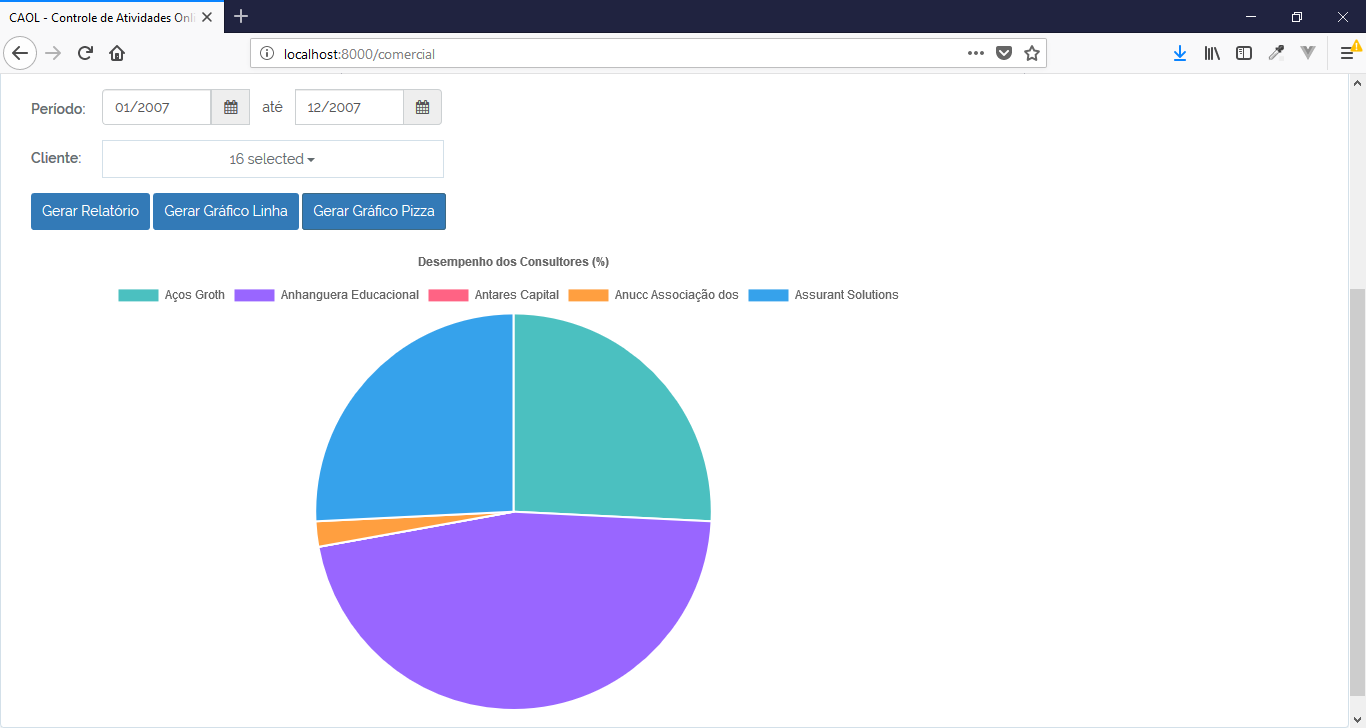 CAOL - Controle de Atividades Onli
localhost:8000/comercial
Período: 01/2007 até 12/2007
Cliente: 16 selected
Gerar Relatório Gerar Gráfico Linha Gerar Gráfico Pizza
Desempenho dos Consultores (%)
Aços Groth Anhanguera Educacional Antares Capital Anucc Associação dos Assurant Solutions